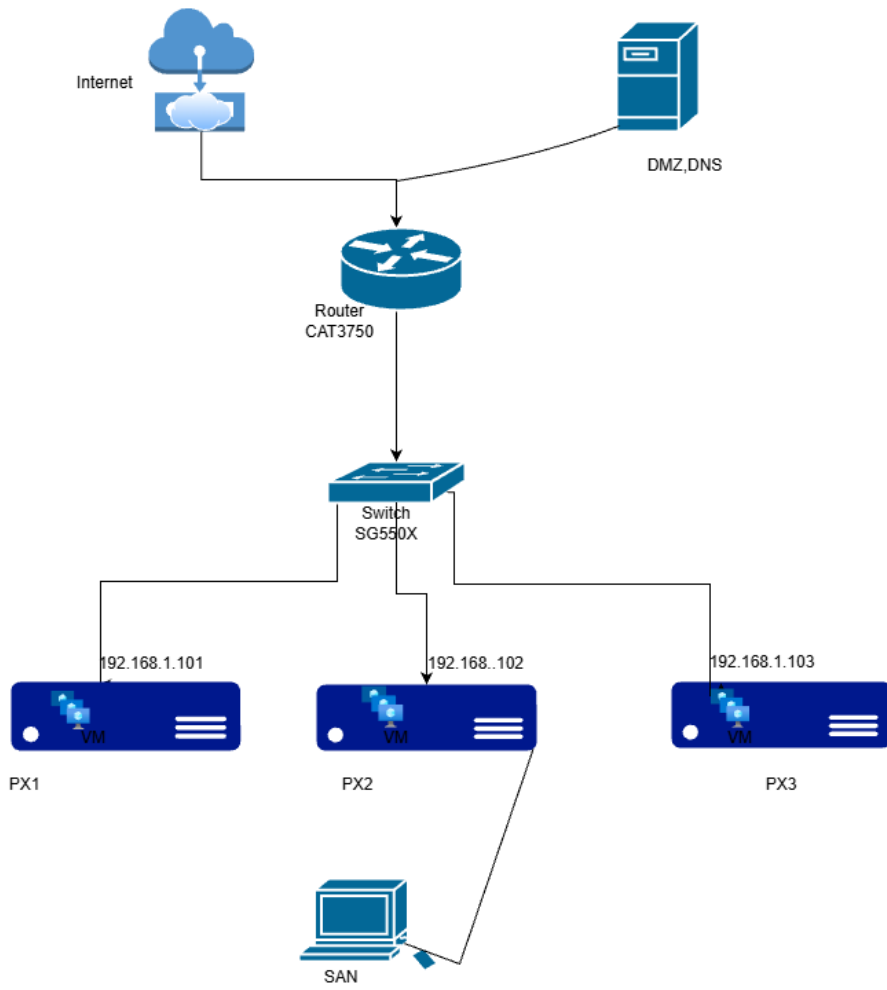 Internet
DMZ,DNS
Router
CAT3750
Switch
SG550X
192.168.1.101
192.168..102
192.168.1.103
VM
VM
VM
PX1
PX2
PX3
SAN